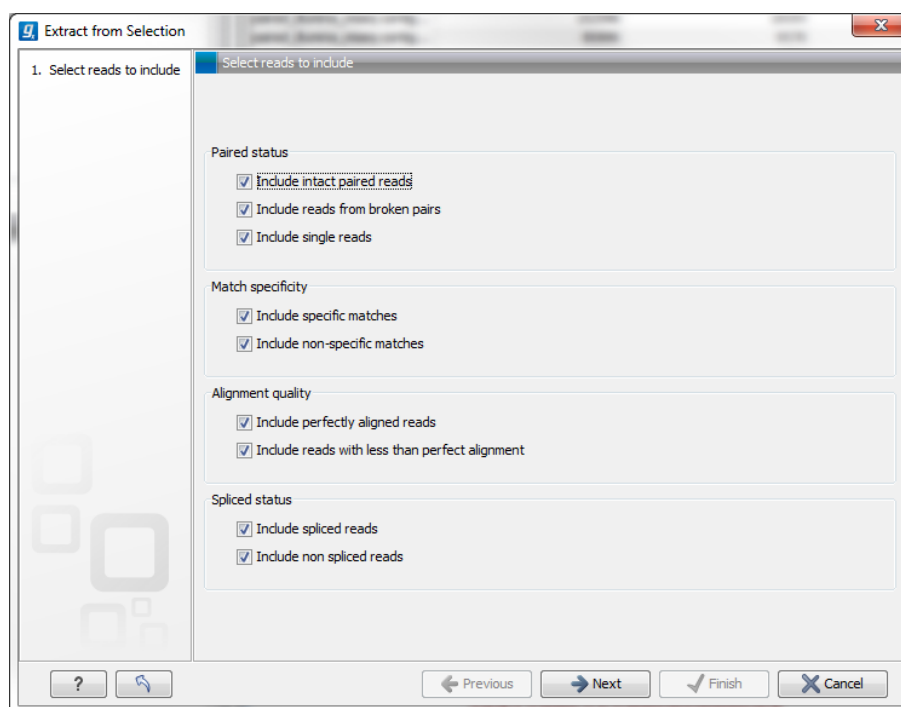 Extract from Selection
1. Select reads to include
Select reads to include
Paired status
Include intact paired reads
Include reads from broken pairs
Include single reads
Match specificity
Include specific matches
Include non-specific matches
Alignment quality
Include perfectly aligned reads
Include reads with less than perfect alignment
Spliced status
Include spliced reads
Include non spliced reads
?
Previous
Next
Finish
Cancel